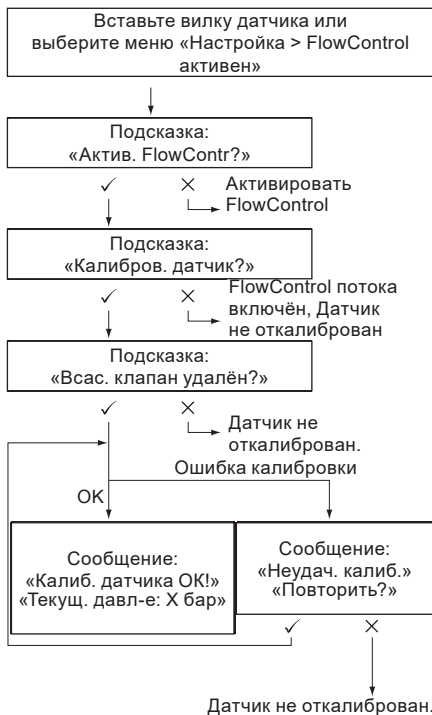 Вставьте вилку датчика или
выберите меню «Настройка > FlowControl
активен»
Подсказка:
«Актив. FlowContr?»
✓ ✕ Активировать
FlowControl
Подсказка:
«Калибров. датчик?»
✓ ✕ FlowControl потока
включён, Датчик
не откалиброван
Подсказка:
«Всас. клапан удалён?»
✓ ✕ Датчик не
откалиброван.
Ошибка калибровки
OK
Сообщение:
«Калиб. датчика ОК!»
«Текущ. давл-е: X бар»
Сообщение:
«Неудач. калиб.»
«Повторить?»
✓ ✕
Датчик не откалиброван.